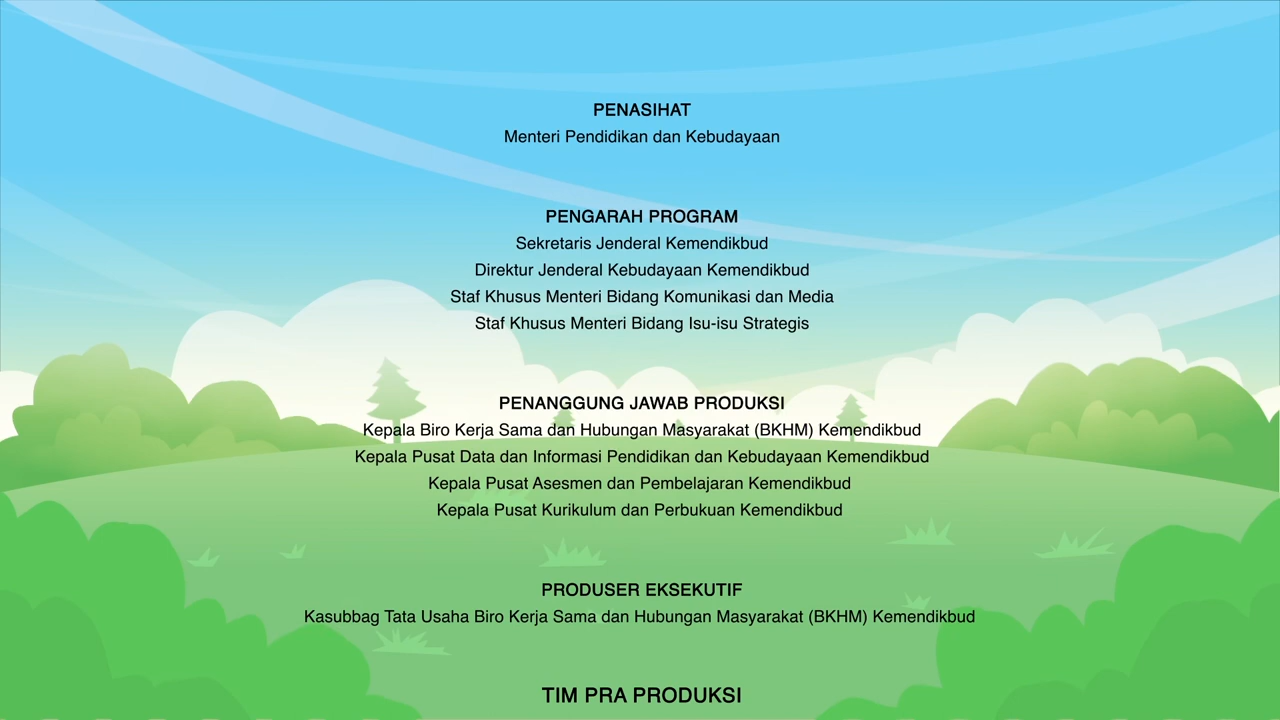 PENASIHAT
Menteri Pendidikan dan Kebudayaan
PENGARAH PROGRAM
Sekretaris Jenderal Kemendikbud
Direktur Jenderal Kebudayaan Kemendikbud
Staf Khusus Menteri Bidang Komunikasi dan Media
Staf Khusus Menteri Bidang Isu-isu Strategis
PENANGGUNG JAWAB PRODUKSI
Kepala Biro Kerja Sama dan Hubungan Masyarakat (BKHM) Kemendikbud
Kepala Pusat Data dan Informasi Pendidikan dan Kebudayaan Kemendikbud
Kepala Pusat Asesmen dan Pembelajaran Kemendikbud
Kepala Pusat Kurikulum dan Perbukuan Kemendikbud
PRODUSER EKSEKUTIF
Kasubbag Tata Usaha Biro Kerja Sama dan Hubungan Masyarakat (BKHM) Kemendikbud
TIM PRA PRODUKSI